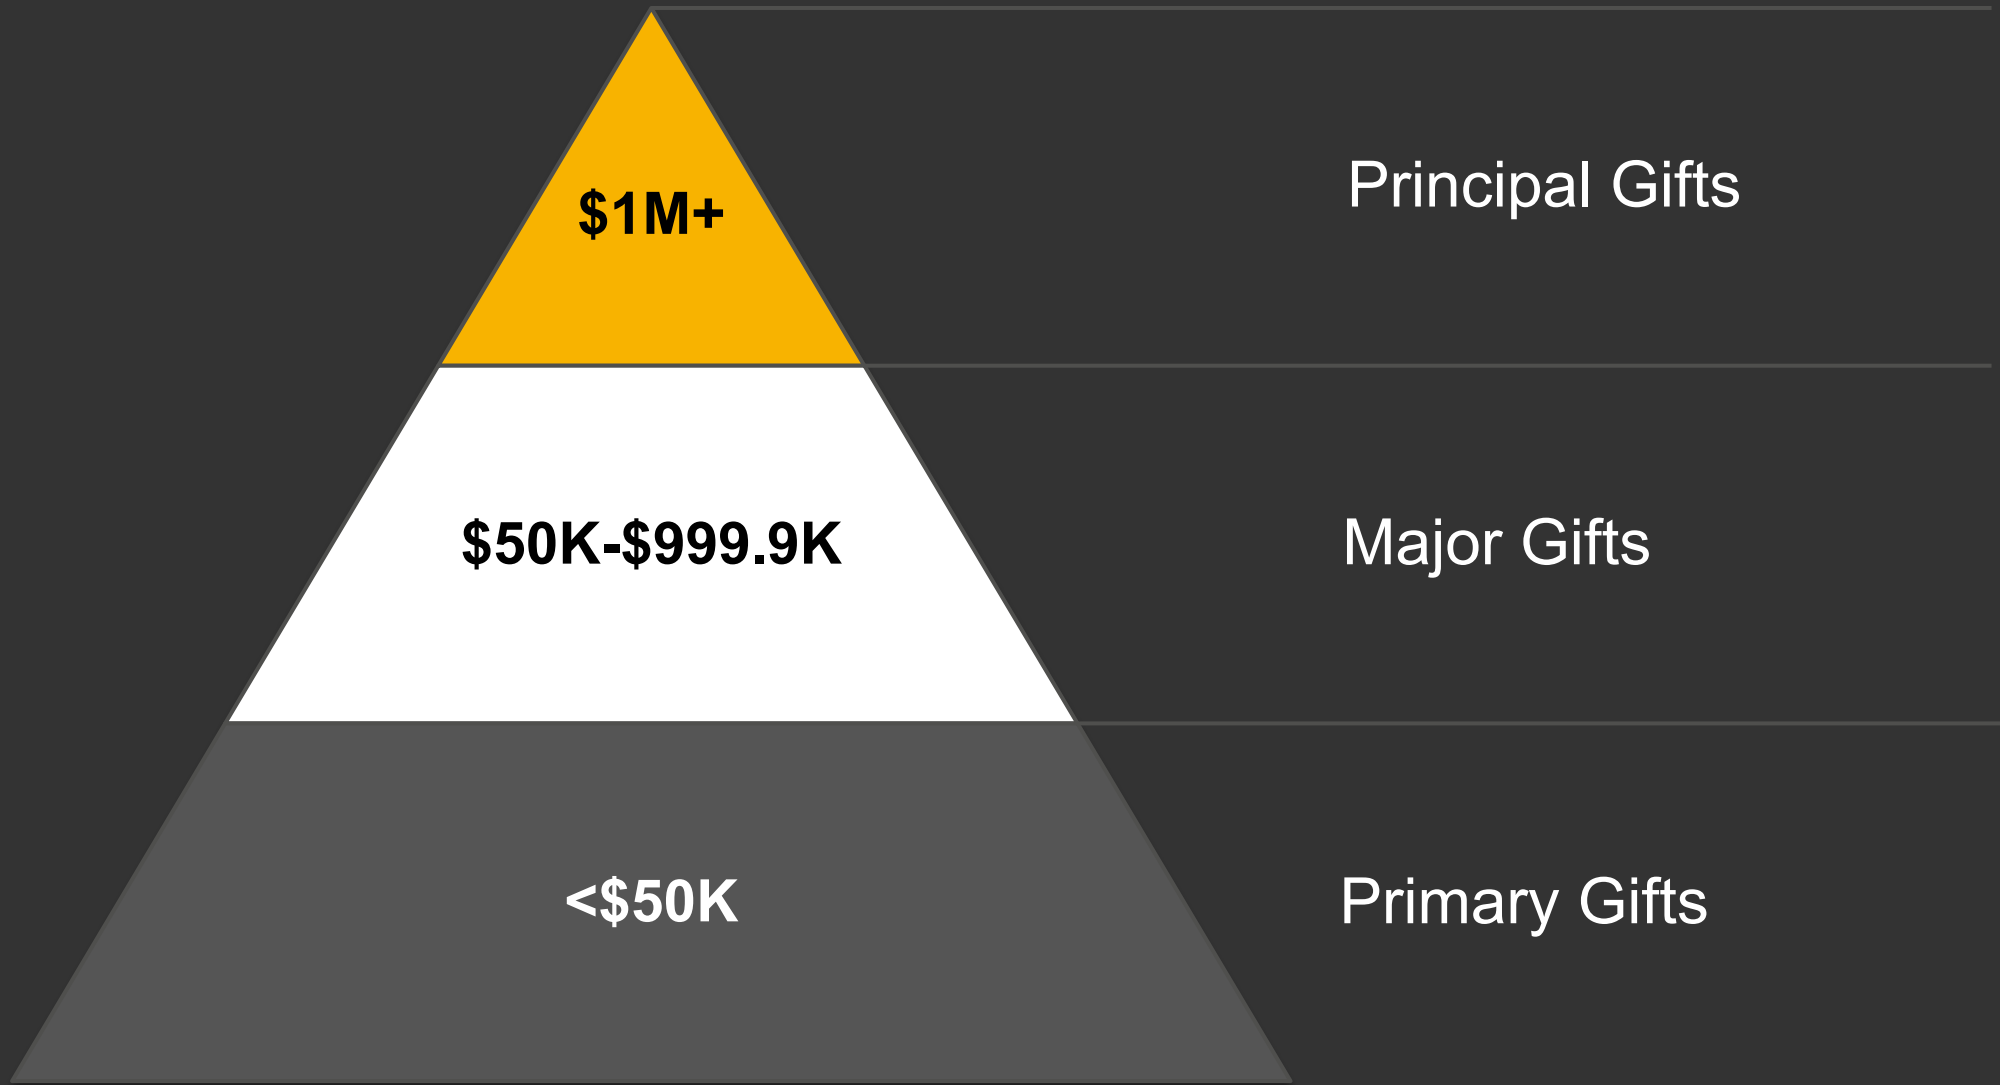 $1M+
Principal Gifts
$50K-$999.9K
Major Gifts
<$50K
Primary Gifts